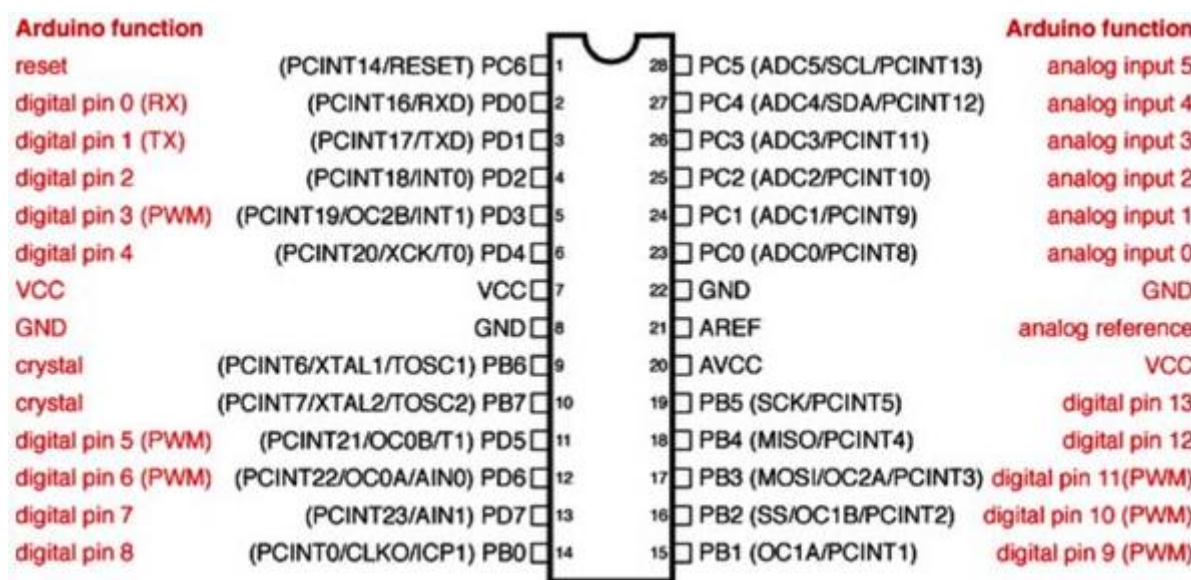 Arduino function Arduino function
reset (PCINT14/RESET) PC6 1 28 PC5 (ADC5/SCL/PCINT13) analog input 5
digital pin 0 (RX) (PCINT16/RXD) PD0 2 27 PC4 (ADC4/SDA/PCINT12) analog input 4
digital pin 1 (TX) (PCINT17/TXD) PD1 3 26 PC3 (ADC3/PCINT11) analog input 3
digital pin 2 (PCINT18/INT0) PD2 4 25 PC2 (ADC2/PCINT10) analog input 2
digital pin 3 (PWM) (PCINT19/OC2B/INT1) PD3 5 24 PC1 (ADC1/PCINT9) analog input 1
digital pin 4 (PCINT20/XCK/T0) PD4 6 23 PC0 (ADC0/PCINT8) analog input 0
VCC VCC 7 22 GND GND
GND GND 8 21 AREF analog reference
crystal (PCINT6/XTAL1/TOSC1) PB6 9 20 AVCC VCC
crystal (PCINT7/XTAL2/TOSC2) PB7 10 19 PB5 (SCK/PCINT5) digital pin 13
digital pin 5 (PWM) (PCINT21/OC0B/T1) PD5 11 18 PB4 (MISO/PCINT4) digital pin 12
digital pin 6 (PWM) (PCINT22/OC0A/AIN0) PD6 12 17 PB3 (MOSI/OC2A/PCINT3) digital pin 11(PWM)
digital pin 7 (PCINT23/AIN1) PD7 13 16 PB2 (SS/OC1B/PCINT2) digital pin 10 (PWM)
digital pin 8 (PCINT0/CLKO/ICP1) PB0 14 15 PB1 (OC1A/PCINT1) digital pin 9 (PWM)